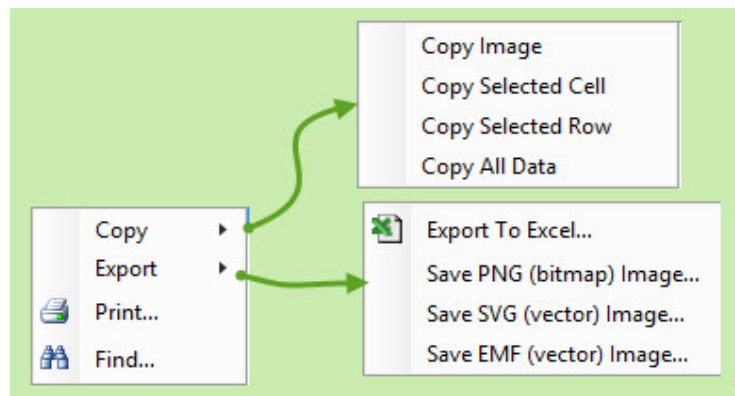 Copy Image
Copy Selected Cell
Copy Selected Row
Copy All Data
Copy
Export
Print...
Find...
Export To Excel...
Save PNG (bitmap) Image...
Save SVG (vector) Image...
Save EMF (vector) Image...